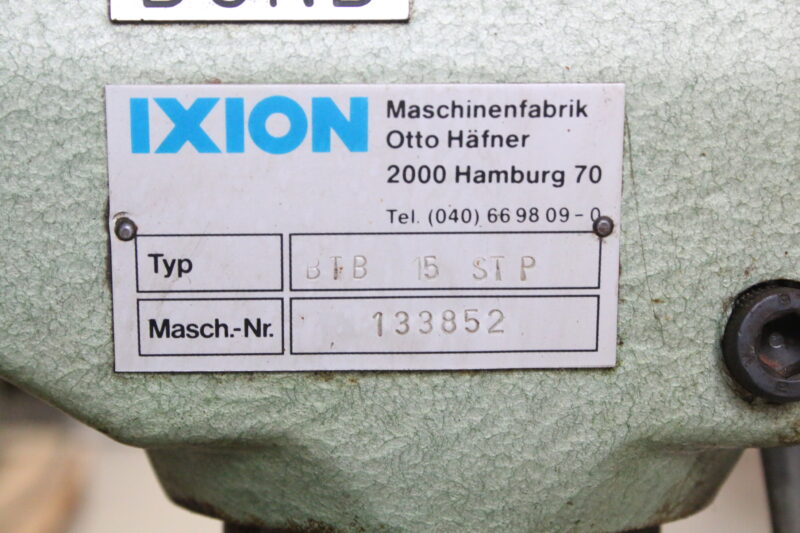 IXION
Maschinenfabrik
Otto Häfner
2000 Hamburg 70
Tel. (040) 66 98 09 - 0
Typ BTB 15 STP
Masch.-Nr. 133852